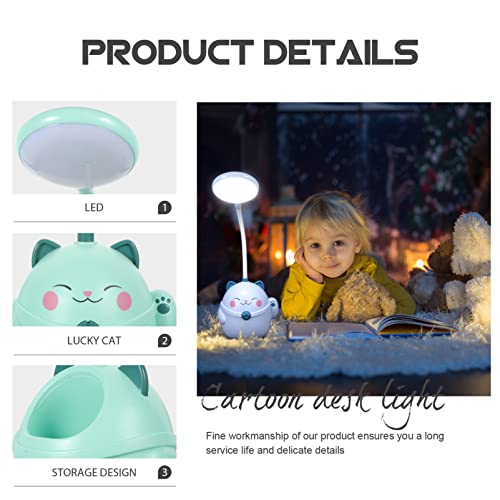 PRODUCT DETAILS
LED
1
LUCKY CAT
2
STORAGE DESIGN
3
Cartoon desk light
Fine workmanship of our product ensures you a long
service life and delicate details